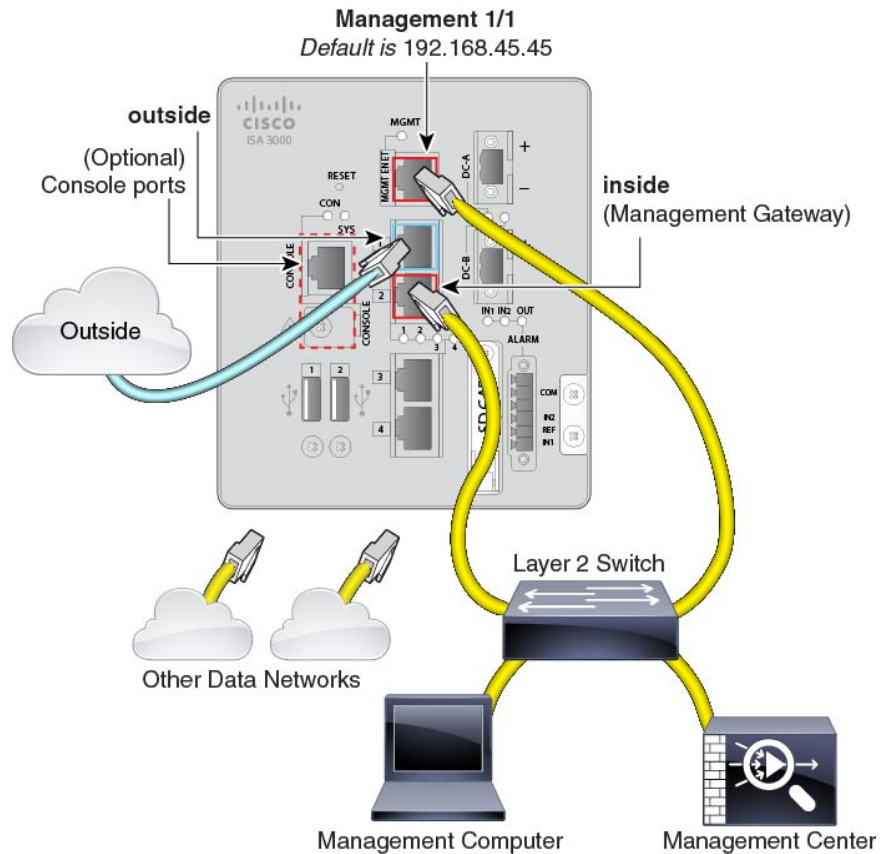 Management 1/1
Default is 192.168.45.45
outside
(Optional)
Console ports
CISCO
ISA 3000
MGMT
MGMT ENET
DC-A
+
−
RESET
CON
SYS
CONSOLE
1
2
CONSOLE
DC-B
+
inside
(Management Gateway)
Outside
IN1 IN2 OUT
ALARM
1 2
3 4
1 2
3
4
SD CARD
COM
IN2
REF
IN1
Layer 2 Switch
Other Data Networks
Management Computer
Management Center